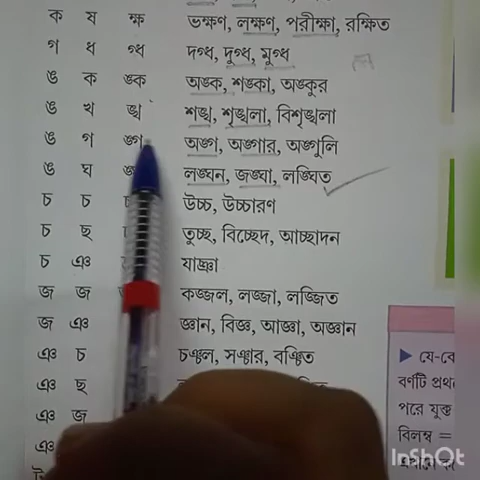 ক ষ ক্ষ ভক্ষণ, লক্ষণ, পরীক্ষা, রক্ষিত
গ ধ গ্ধ দগ্ধ, দুগ্ধ, মুগ্ধ
ঙ ক ঙ্ক অঙ্ক, শঙ্কা, অঙ্কুর
ঙ খ ঙ্খ শঙ্খ, শৃঙ্খলা, বিশৃঙ্খলা
ঙ গ ঙ্গ অঙ্গ, অঙ্গার, অঙ্গুলি
ঙ ঘ লঙ্ঘন, জঙ্ঘা, লঙ্ঘিত
চ চ উচ্চ, উচ্চারণ
চ ছ তুচ্ছ, বিচ্ছেদ, আচ্ছাদন
চ ঞ যাচ্ঞা
জ জ কজ্জল, লজ্জা, লজ্জিত
জ ঞ জ্ঞান, বিজ্ঞ, আজ্ঞা, অজ্ঞান
ঞ চ চঞ্চল, সঞ্চার, বঞ্চিত
ঞ ছ
ঞ জ
ঞ
▶ যে-কো
বর্ণটি প্রথ
পরে যুক্ত
বিলম্ব =
InShOt